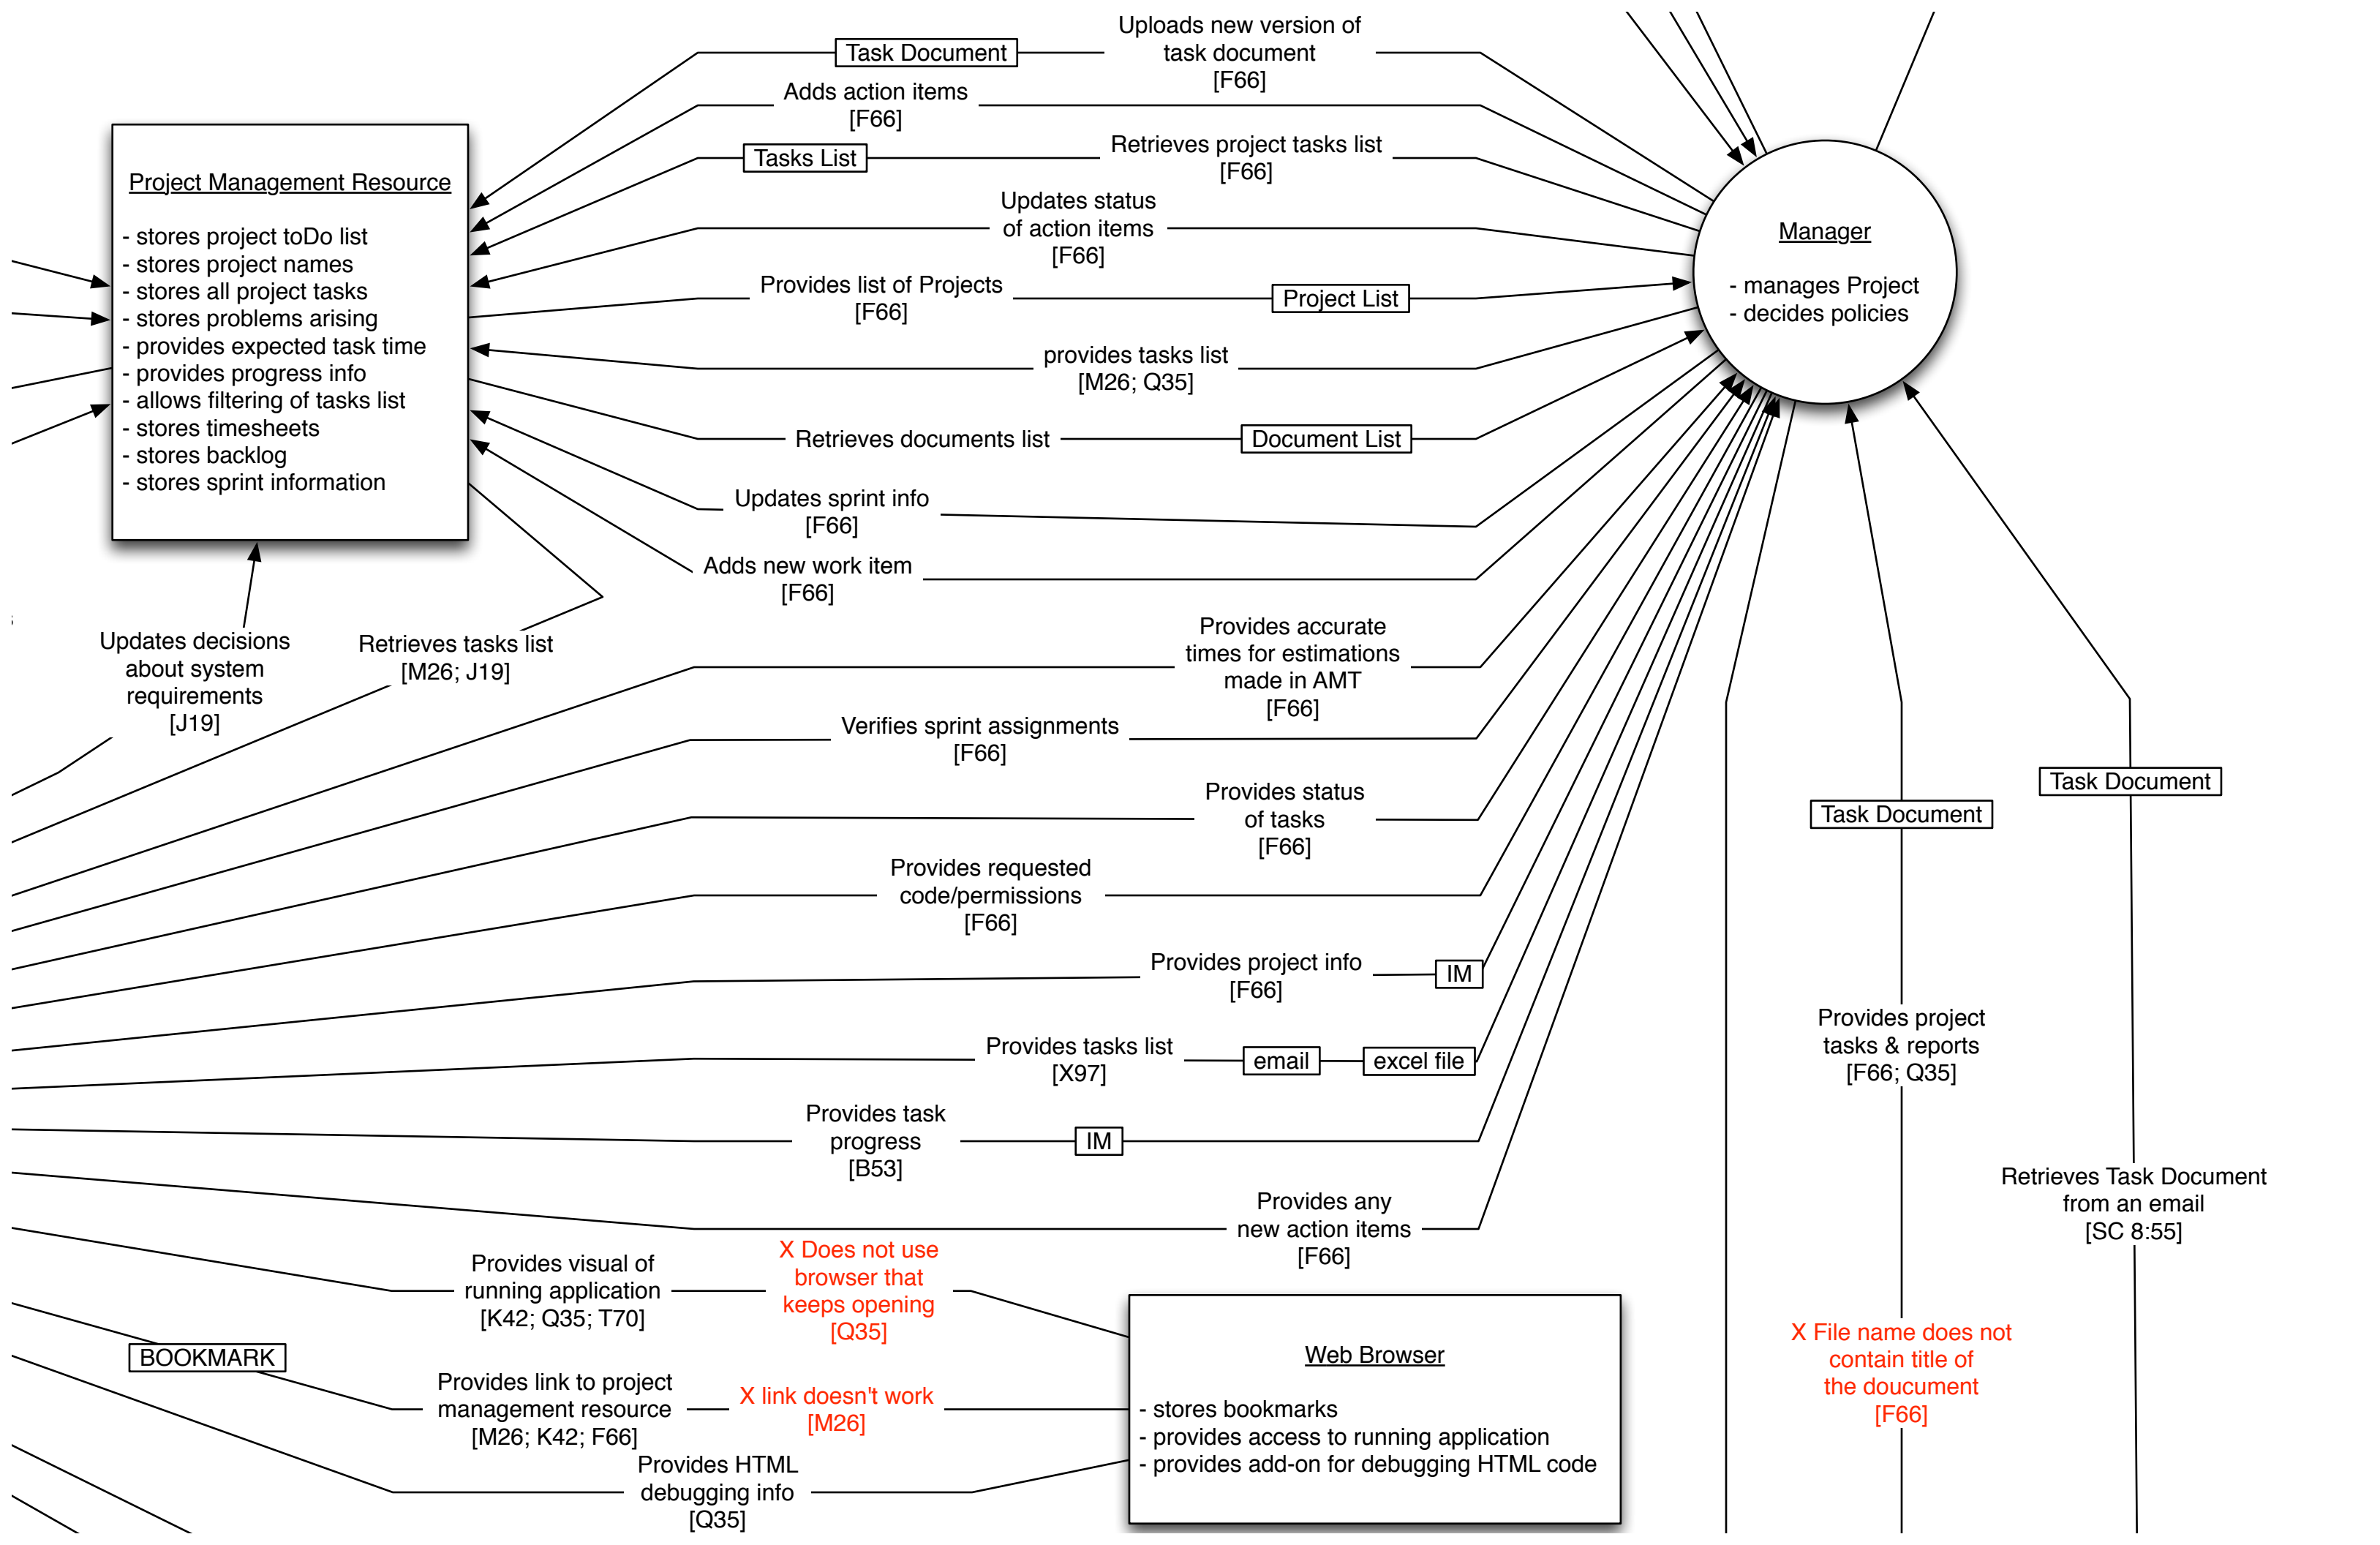 Uploads new version of
task document
[F66]
Task Document
Adds action items
[F66]
Tasks List
Retrieves project tasks list
[F66]
Updates status
of action items
[F66]
Provides list of Projects
[F66]
Project List
provides tasks list
[M26; Q35]
Retrieves documents list
Document List
Updates sprint info
[F66]
Adds new work item
[F66]
Project Management Resource
- stores project toDo list
- stores project names
- stores all project tasks
- stores problems arising
- provides expected task time
- provides progress info
- allows filtering of tasks list
- stores timesheets
- stores backlog
- stores sprint information
Manager
- manages Project
- decides policies
Updates decisions
about system
requirements
[J19]
Retrieves tasks list
[M26; J19]
Provides accurate
times for estimations
made in AMT
[F66]
Verifies sprint assignments
[F66]
Provides status
of tasks
[F66]
Provides requested
code/permissions
[F66]
Provides project info
[F66]
IM
Provides tasks list
[X97]
email
excel file
Provides task
progress
[B53]
IM
Provides any
new action items
[F66]
Task Document
Provides project
tasks & reports
[F66; Q35]
X File name does not
contain title of
the doucument
[F66]
Task Document
Retrieves Task Document
from an email
[SC 8:55]
Provides visual of
running application
[K42; Q35; T70]
X Does not use
browser that
keeps opening
[Q35]
BOOKMARK
Provides link to project
management resource
[M26; K42; F66]
X link doesn't work
[M26]
Provides HTML
debugging info
[Q35]
Web Browser
- stores bookmarks
- provides access to running application
- provides add-on for debugging HTML code